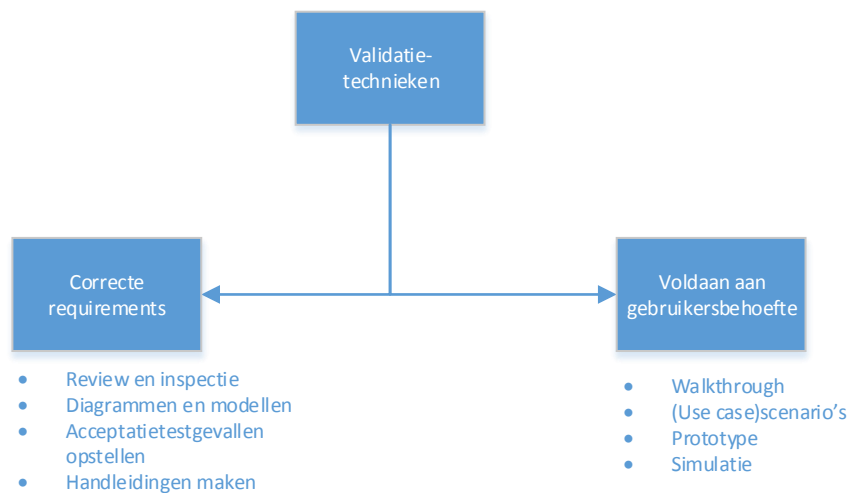 Validatie-
technieken
Correcte
requirements
Voldaan aan
gebruikersbehoefte
• Review en inspectie
• Diagrammen en modellen
• Acceptatietestgevallen
opstellen
• Handleidingen maken
• Walkthrough
• (Use case)scenario’s
• Prototype
• Simulatie